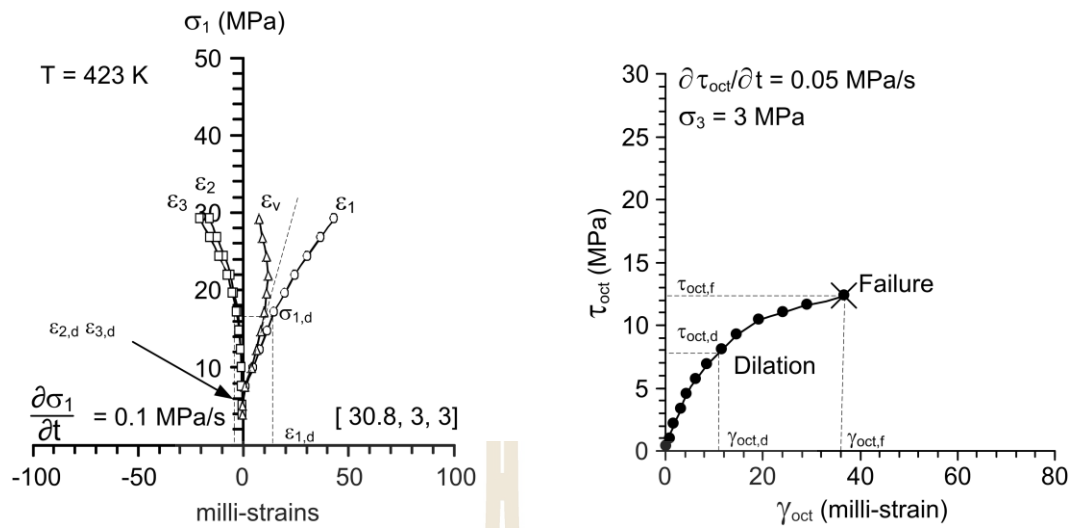 σ1 (MPa)
T = 423 K
50
40
30
20
10
ε3
ε2
εv
ε1
σ1,d
ε2,d ε3,d
∂σ1/∂t = 0.1 MPa/s
[ 30.8, 3, 3]
ε1,d
-100
-50
0
50
100
milli-strains
∂τoct/∂t = 0.05 MPa/s
σ3 = 3 MPa
30
25
20
15
10
5
0
τoct (MPa)
τoct,f
Failure
τoct,d
Dilation
γoct,d
γoct,f
0
20
40
60
80
γoct (milli-strain)